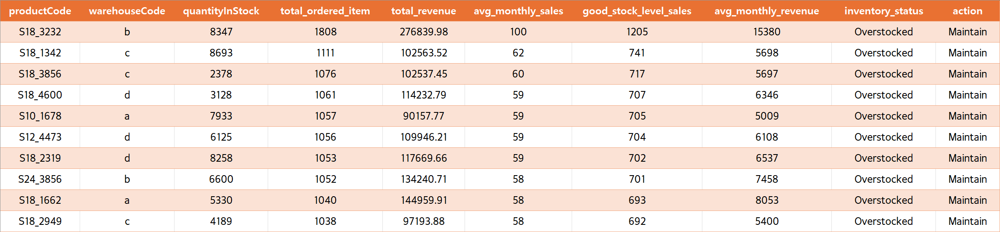 productCode warehouseCode quantityInStock total_ordered_item total_revenue avg_monthly_sales good_stock_level_sales avg_monthly_revenue inventory_status action
S18_3232 b 8347 1808 276839.98 100 1205 15380 Overstocked Maintain
S18_1342 c 8693 1111 102563.52 62 741 5698 Overstocked Maintain
S18_3856 c 2378 1076 102537.45 60 717 5697 Overstocked Maintain
S18_4600 d 3128 1061 114232.79 59 707 6346 Overstocked Maintain
S10_1678 a 7933 1057 90157.77 59 705 5009 Overstocked Maintain
S12_4473 d 6125 1056 109946.21 59 704 6108 Overstocked Maintain
S18_2319 d 8258 1053 117669.66 59 702 6537 Overstocked Maintain
S24_3856 b 6600 1052 134240.71 58 701 7458 Overstocked Maintain
S18_1662 a 5330 1040 144959.91 58 693 8053 Overstocked Maintain
S18_2949 c 4189 1038 97193.88 58 692 5400 Overstocked Maintain